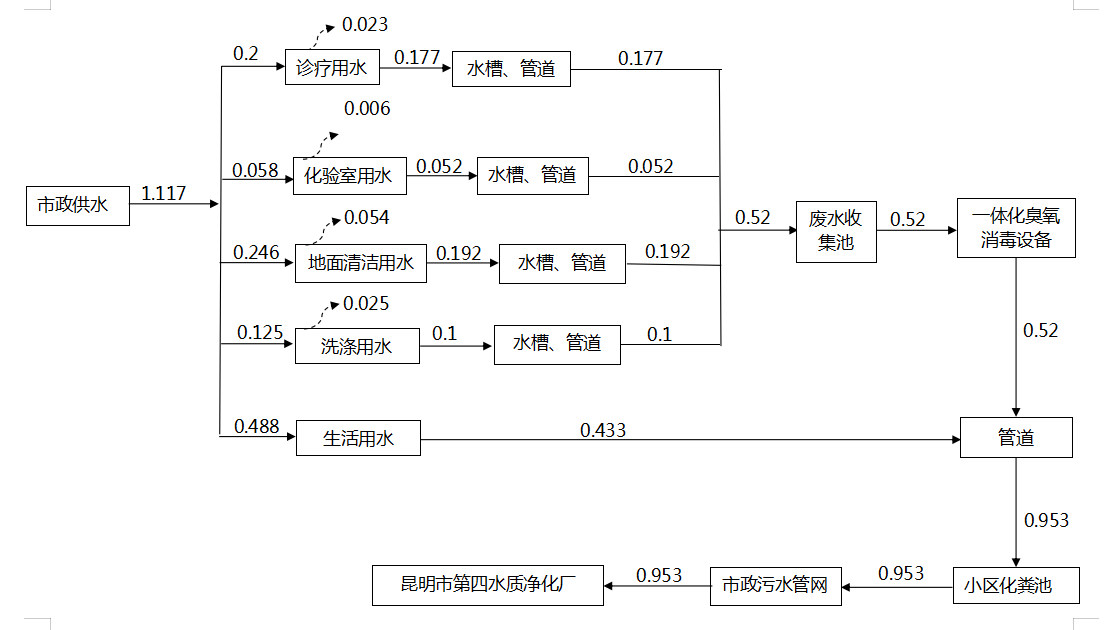 0.023
0.2
诊疗用水
0.177
水槽、管道
0.177
0.006
0.058
化验室用水
0.052
水槽、管道
0.052
市政供水
1.117
0.054
0.246
地面清洁用水
0.192
水槽、管道
0.192
0.52
废水收
集池
0.52
一体化臭氧
消毒设备
0.025
0.125
洗涤用水
0.1
水槽、管道
0.1
0.52
0.488
生活用水
0.433
管道
0.953
昆明市第四水质净化厂
0.953
市政污水管网
0.953
小区化粪池